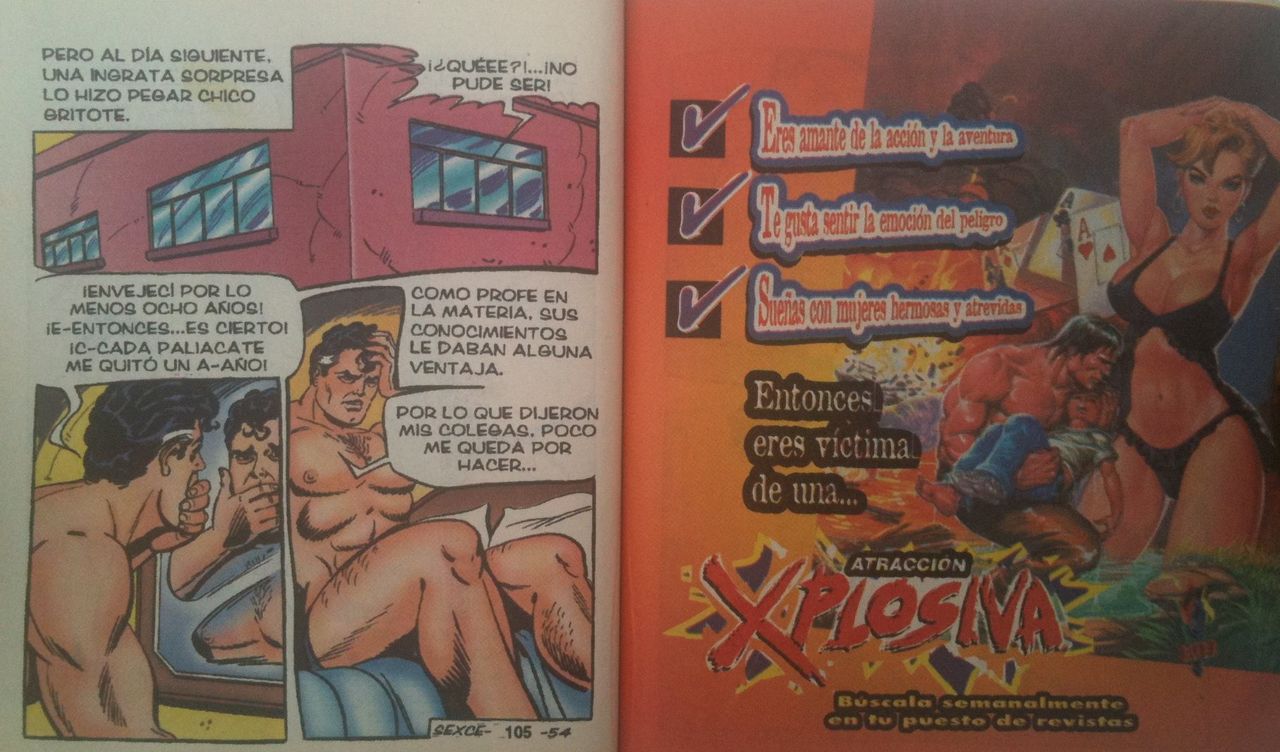 PERO AL DÍA SIGUIENTE,
UNA INGRATA SORPRESA
LO HIZO PEGAR CHICO
GRITOTE.
¡¿QUÉEE?!...¡NO
PUDE SER!
¡ENVEJECÍ POR LO
MENOS OCHO AÑOS!
¡E-ENTONCES...ES CIERTO!
¡C-CADA PALIACATE
ME QUITÓ UN A-AÑO!
COMO PROFE EN
LA MATERIA, SUS
CONOCIMIENTOS
LE DABAN ALGUNA
VENTAJA.
POR LO QUE DIJERON
MIS COLEGAS, POCO
ME QUEDA POR
HACER...
SEXCE- 105 -54
Eres amante de la acción y la aventura
Te gusta sentir la emoción del peligro
Sueñas con mujeres hermosas y atrevidas
A
A
Entonces
eres víctima
de una...
ATRACCIÓN
XPLOSIVA
Búscala semanalmente
en tu puesto de revistas